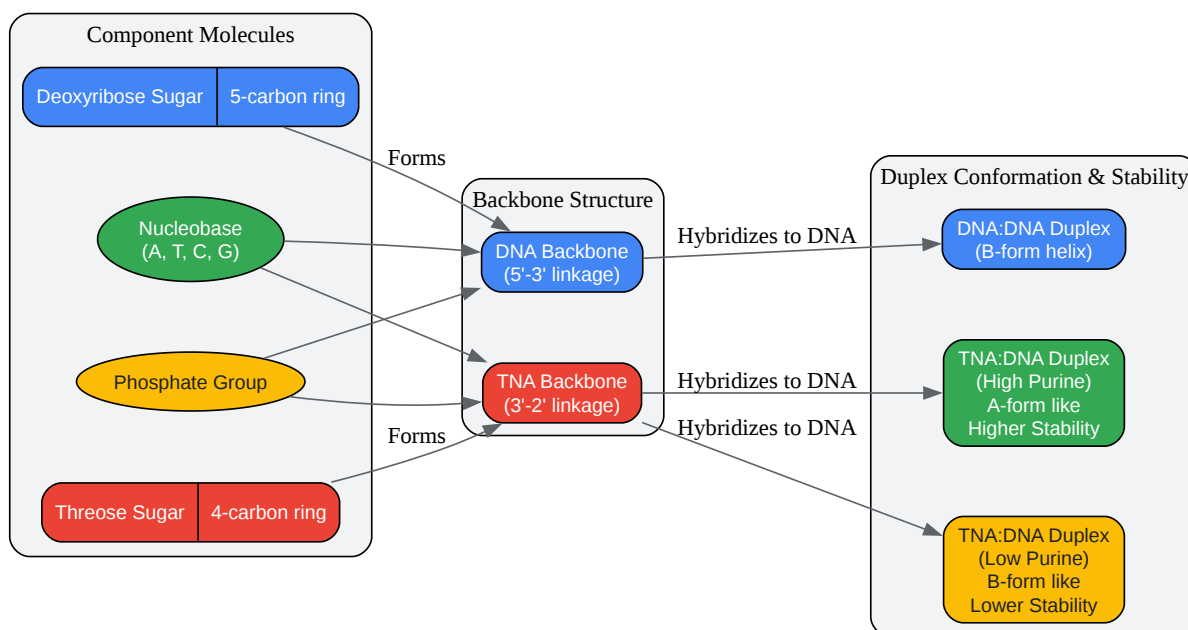 Component Molecules
Deoxyribose Sugar
5-carbon ring
Nucleobase
(A, T, C, G)
Phosphate Group
Threose Sugar
4-carbon ring
Forms
Forms
Backbone Structure
DNA Backbone
(5'-3' linkage)
TNA Backbone
(3'-2' linkage)
Hybridizes to DNA
Hybridizes to DNA
Hybridizes to DNA
Duplex Conformation & Stability
DNA:DNA Duplex
(B-form helix)
TNA:DNA Duplex
(High Purine)
A-form like
Higher Stability
TNA:DNA Duplex
(Low Purine)
B-form like
Lower Stability